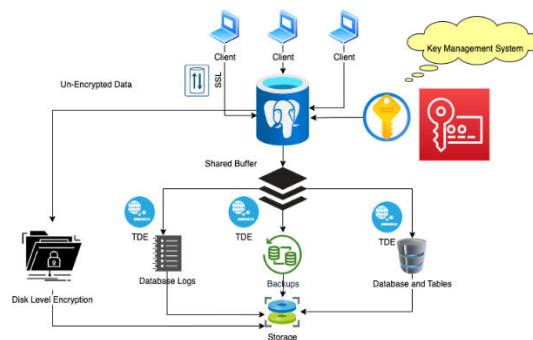 Client
Client
Client
Key Management System
Un-Encrypted Data
SSL
Shared Buffer
TDE
TDE
TDE
Database Logs
Backups
Database and Tables
Disk Level Encryption
Storage